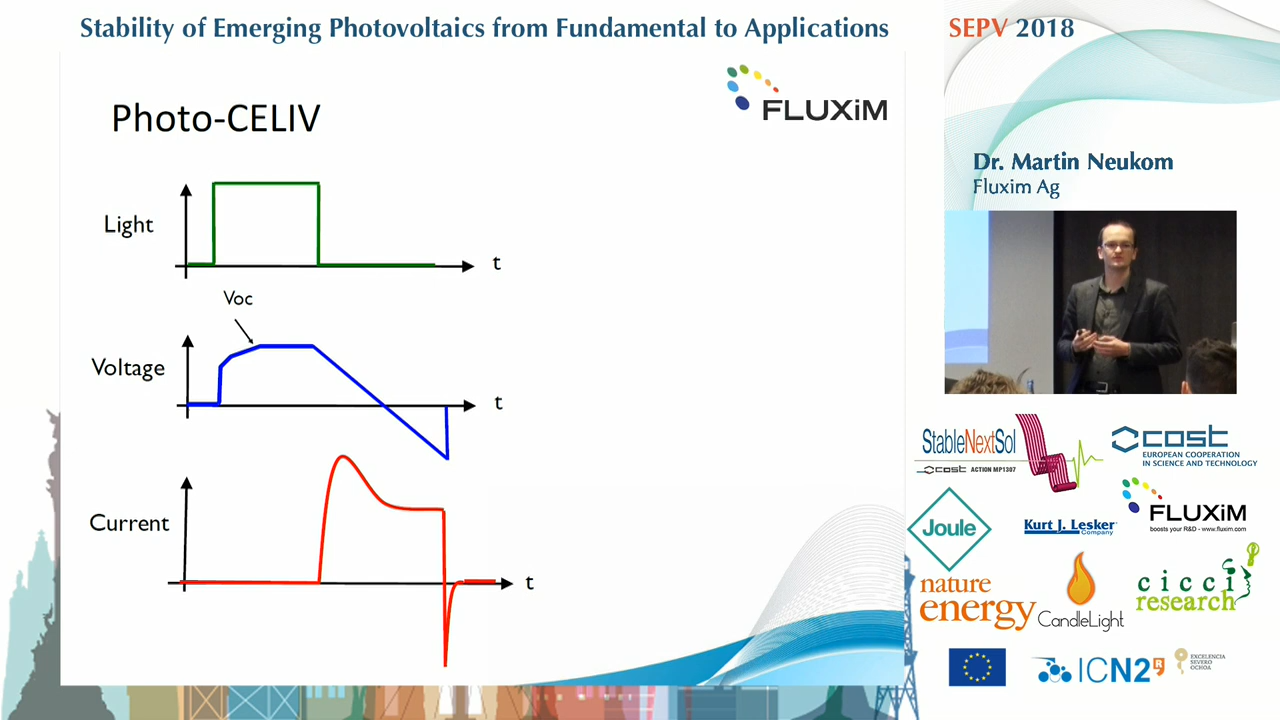 Stability of Emerging Photovoltaics from Fundamental to Applications
SEPV 2018
Photo-CELIV
FLUXiM
Light
t
Voc
Voltage
t
Current
t
Dr. Martin Neukom
Fluxim Ag
StableNextSol
cost ACTION MP1307
cost
EUROPEAN COOPERATION
IN SCIENCE AND TECHNOLOGY
Joule
Kurt J. Lesker
Company
FLUXiM
boosts your R&D - www.fluxim.com
nature
energy
CandleLight
cicci
research
ICN2
EXCELENCIA
SEVERO
OCHOA